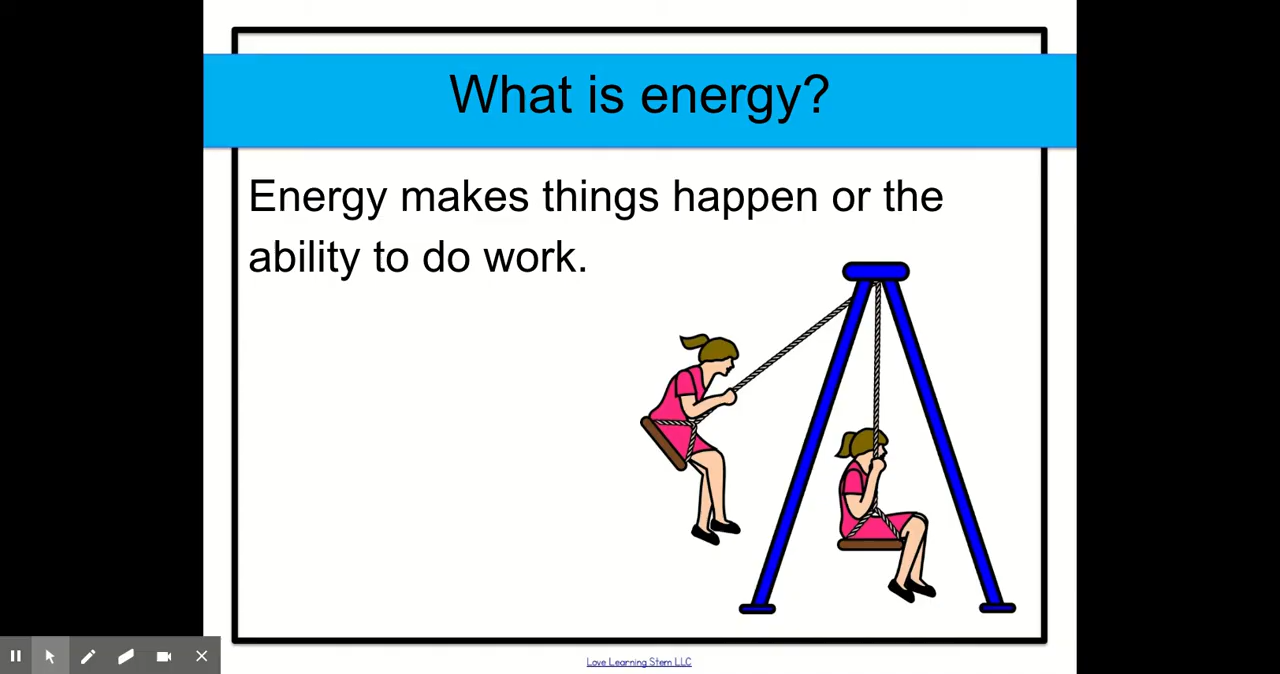 What is energy?
Energy makes things happen or the
ability to do work.
Love Learning Stem LLC